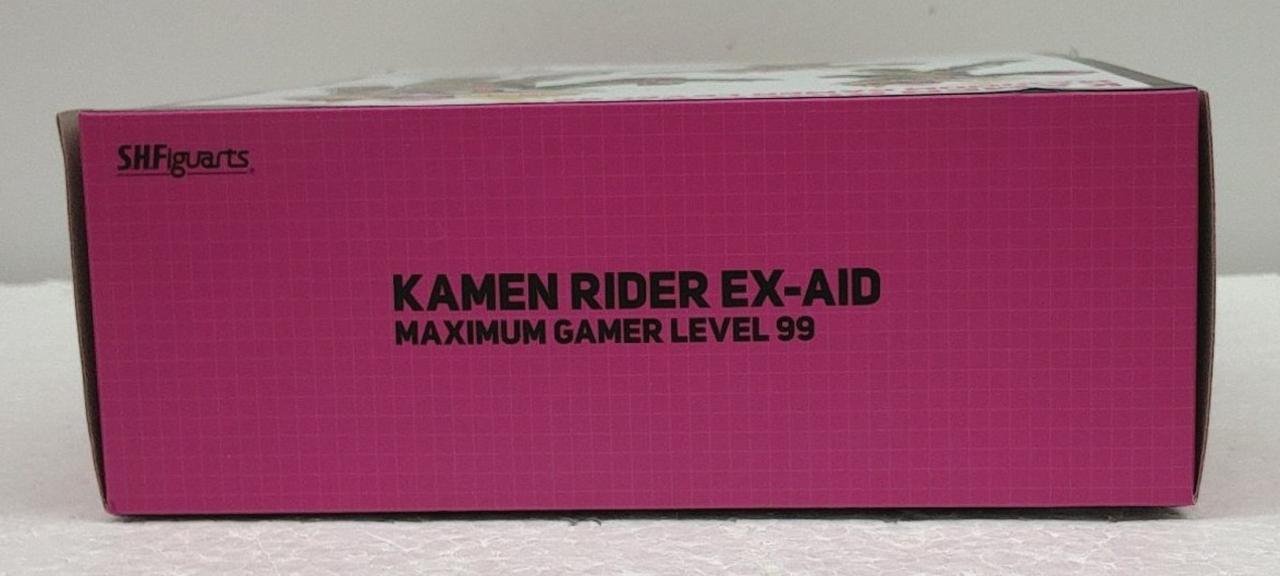 S.H.Figuarts
KAMEN RIDER EX-AID
MAXIMUM GAMER LEVEL 99